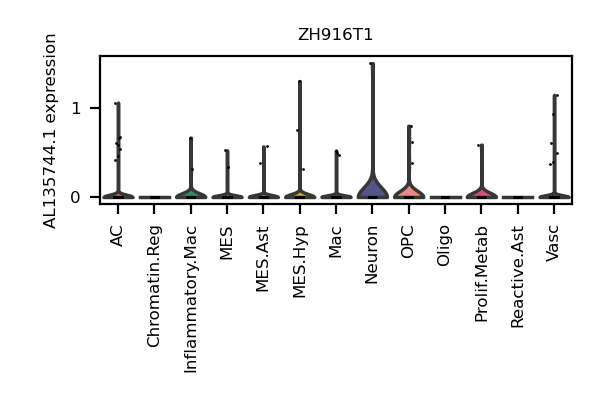 ZH916T1
AL135744.1 expression
1
0
AC
Chromatin.Reg
Inflammatory.Mac
MES
MES.Ast
MES.Hyp
Mac
Neuron
OPC
Oligo
Prolif.Metab
Reactive.Ast
Vasc